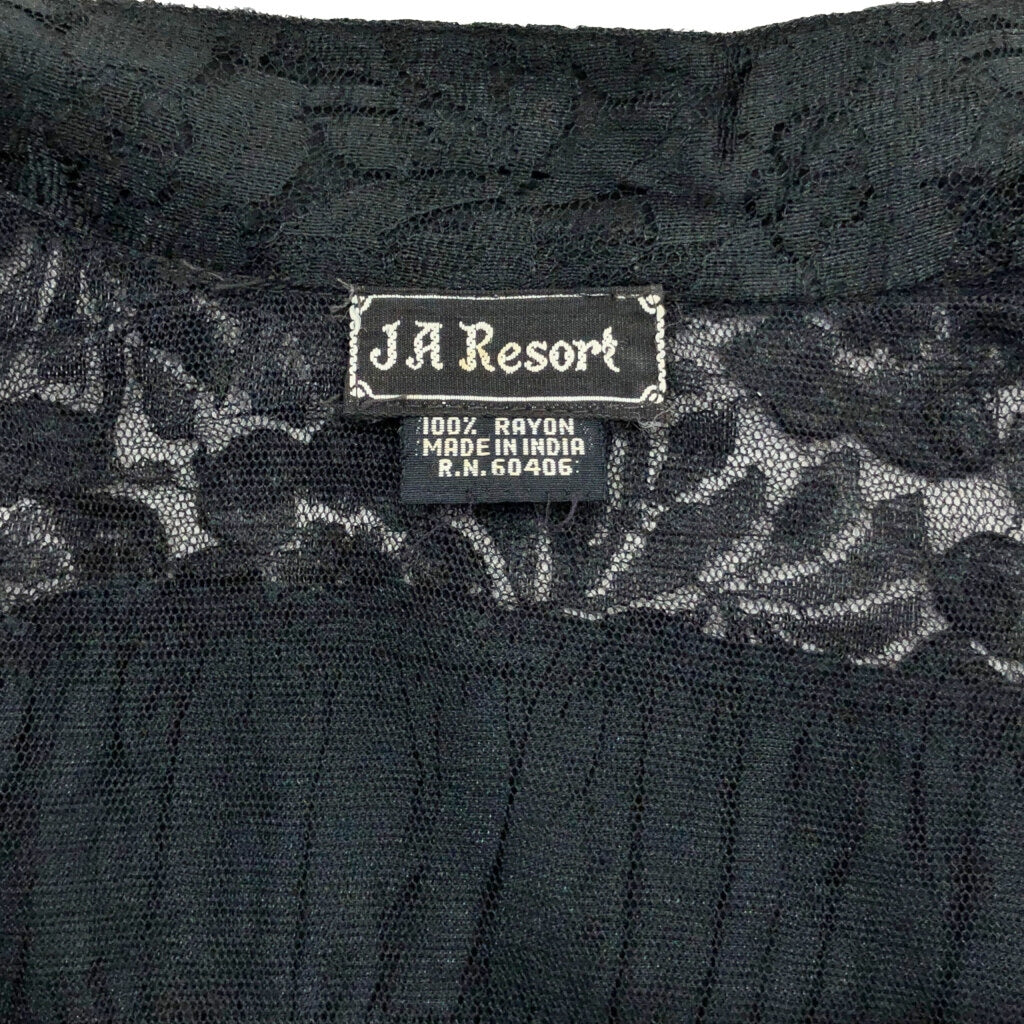 JA Resort
100% RAYON
MADE IN INDIA
R.N. 60406